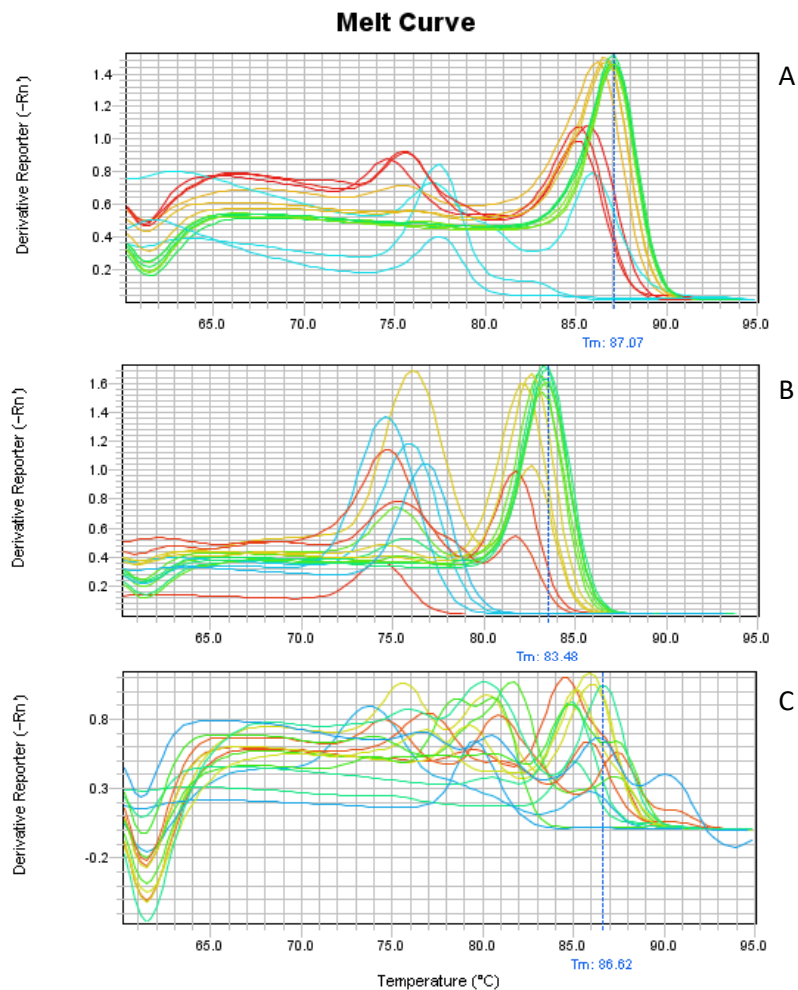 Melt Curve
A
Derivative Reporter (-Rn')
1.4
1.2
1.0
0.8
0.6
0.4
0.2
65.0 70.0 75.0 80.0 85.0 90.0 95.0
Tm: 87.07
B
Derivative Reporter (-Rn')
1.6
1.4
1.2
1.0
0.8
0.6
0.4
0.2
65.0 70.0 75.0 80.0 85.0 90.0 95.0
Tm: 83.48
C
Derivative Reporter (-Rn')
0.8
0.3
-0.2
65.0 70.0 75.0 80.0 85.0 90.0 95.0
Tm: 86.62
Temperature (°C)